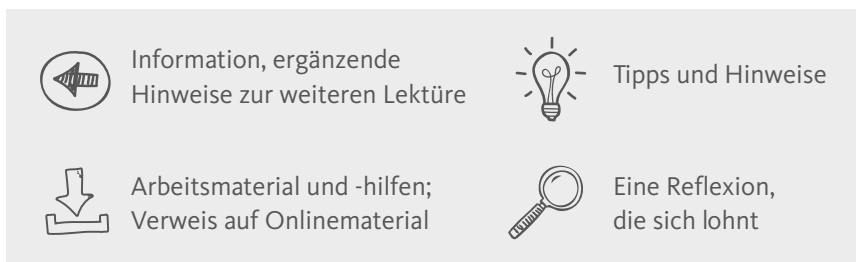 Information, ergänzende
Hinweise zur weiteren Lektüre
Tipps und Hinweise
Arbeitsmaterial und -hilfen;
Verweis auf Onlinematerial
Eine Reflexion,
die sich lohnt